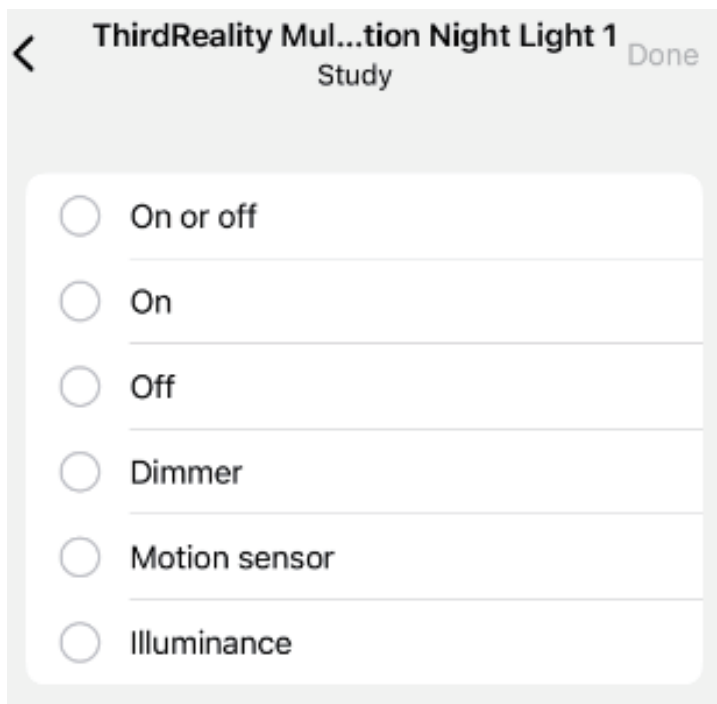 ThirdReality Mul...tion Night Light 1
Done
Study
On or off
On
Off
Dimmer
Motion sensor
Illuminance